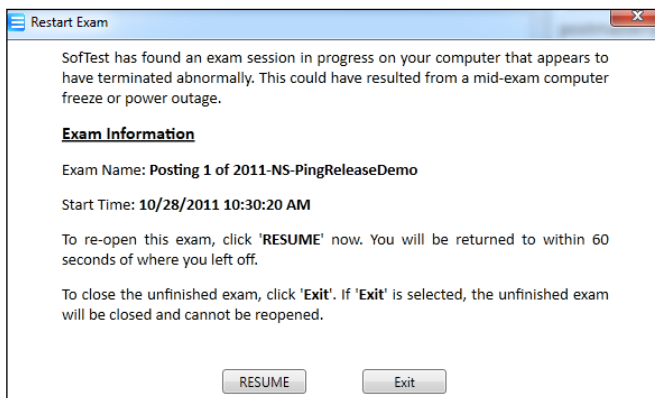 Restart Exam
SofTest has found an exam session in progress on your computer that appears to
have terminated abnormally. This could have resulted from a mid-exam computer
freeze or power outage.
Exam Information
Exam Name: Posting 1 of 2011-NS-PingReleaseDemo
Start Time: 10/28/2011 10:30:20 AM
To re-open this exam, click 'RESUME' now. You will be returned to within 60
seconds of where you left off.
To close the unfinished exam, click 'Exit'. If 'Exit' is selected, the unfinished exam
will be closed and cannot be reopened.
RESUME Exit